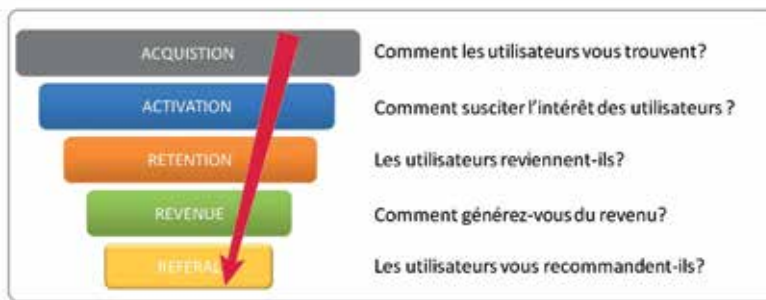 ACQUISTION Comment les utilisateurs vous trouvent?
ACTIVATION Comment susciter l'intérêt des utilisateurs ?
RETENTION Les utilisateurs reviennent-ils?
REVENUE Comment générez-vous du revenu?
REFERAL Les utilisateurs vous recommandent-ils?